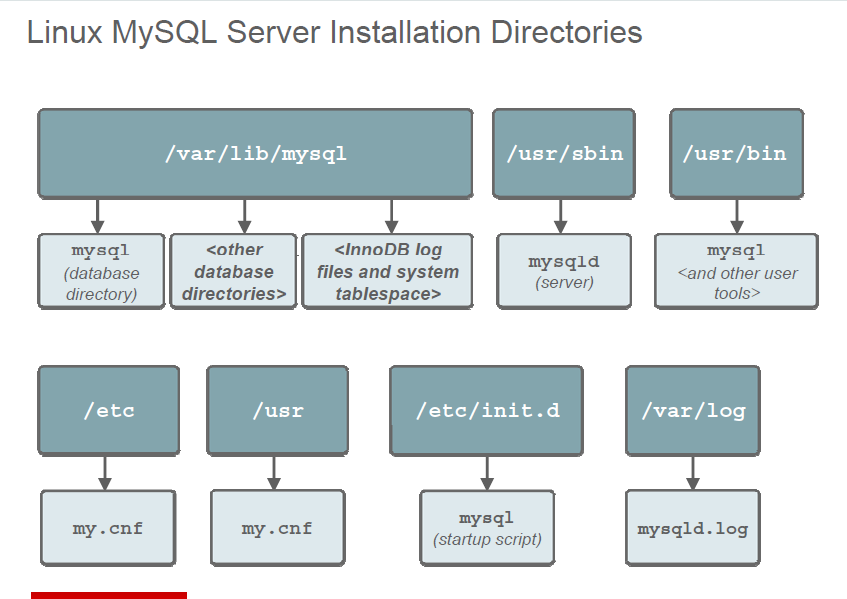 Linux MySQL Server Installation Directories
/var/lib/mysql
/usr/sbin
/usr/bin
mysql
(database
directory)
<other
database
directories>
<InnoDB log
files and system
tablespace>
mysqld
(server)
mysql
<and other user
tools>
/etc
/usr
/etc/init.d
/var/log
my.cnf
my.cnf
mysql
(startup script)
mysqld.log